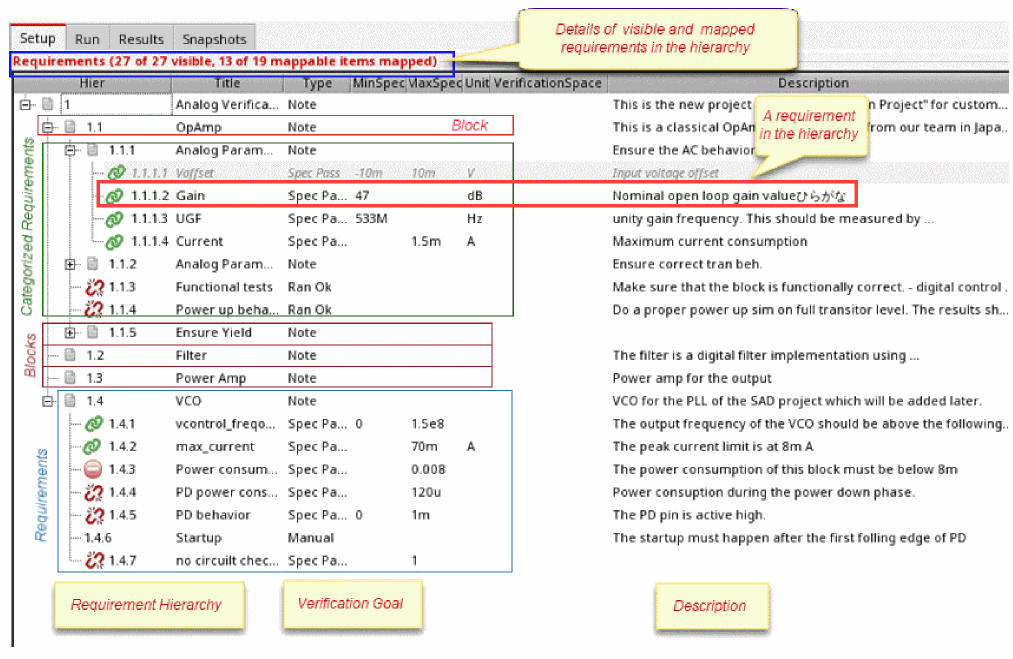 Details of visible and mapped
requirements in the hierarchy
Setup Run Results Snapshots
Requirements (27 of 27 visible, 13 of 19 mappable items mapped)
Hier Title Type MinSpec MaxSpec Unit VerificationSpace Description
1 Analog Verifica... Note This is the new project n Project" for custom...
1.1 OpAmp Note Block This is a classical OpAm from our team in Japa..
A requirement
in the hierarchy
1.1.1 Analog Param... Note Ensure the AC behavior
1.1.1.1 Voffset Spec Pass -10m 10m V Input voltage offset
1.1.1.2 Gain Spec Pa... 47 dB Nominal open loop gain valueひらがな
1.1.1.3 UGF Spec Pa... 533M Hz unity gain frequency. This should be measured by ...
1.1.1.4 Current Spec Pa... 1.5m A Maximum current consumption
1.1.2 Analog Param... Note Ensure correct tran beh.
1.1.3 Functional tests Ran Ok Make sure that the block is functionally correct. - digital control .
1.1.4 Power up beha... Ran Ok Do a proper power up sim on full transitor level. The results sh...
Categorized Requirements
1.1.5 Ensure Yield Note
1.2 Filter Note The filter is a digital filter implementation using ...
1.3 Power Amp Note Power amp for the output
Blocks
1.4 VCO Note VCO for the PLL of the SAD project which will be added later.
1.4.1 vcontrol_freqo... Spec Pa... 0 1.5e8 The output frequency of the VCO should be above the following..
1.4.2 max_current Spec Pa... 70m A The peak current limit is at 8m A
1.4.3 Power consum... Spec Pa... 0.008 The power consumption of this block must be below 8m
1.4.4 PD power cons... Spec Pa... 120u Power consuption during the power down phase.
1.4.5 PD behavior Spec Pa... 0 1m The PD pin is active high.
1.4.6 Startup Manual The startup must happen after the first folling edge of PD
1.4.7 no circuilt chec... Spec Pa... 1
Requirements
Requirement Hierarchy Verification Goal Description